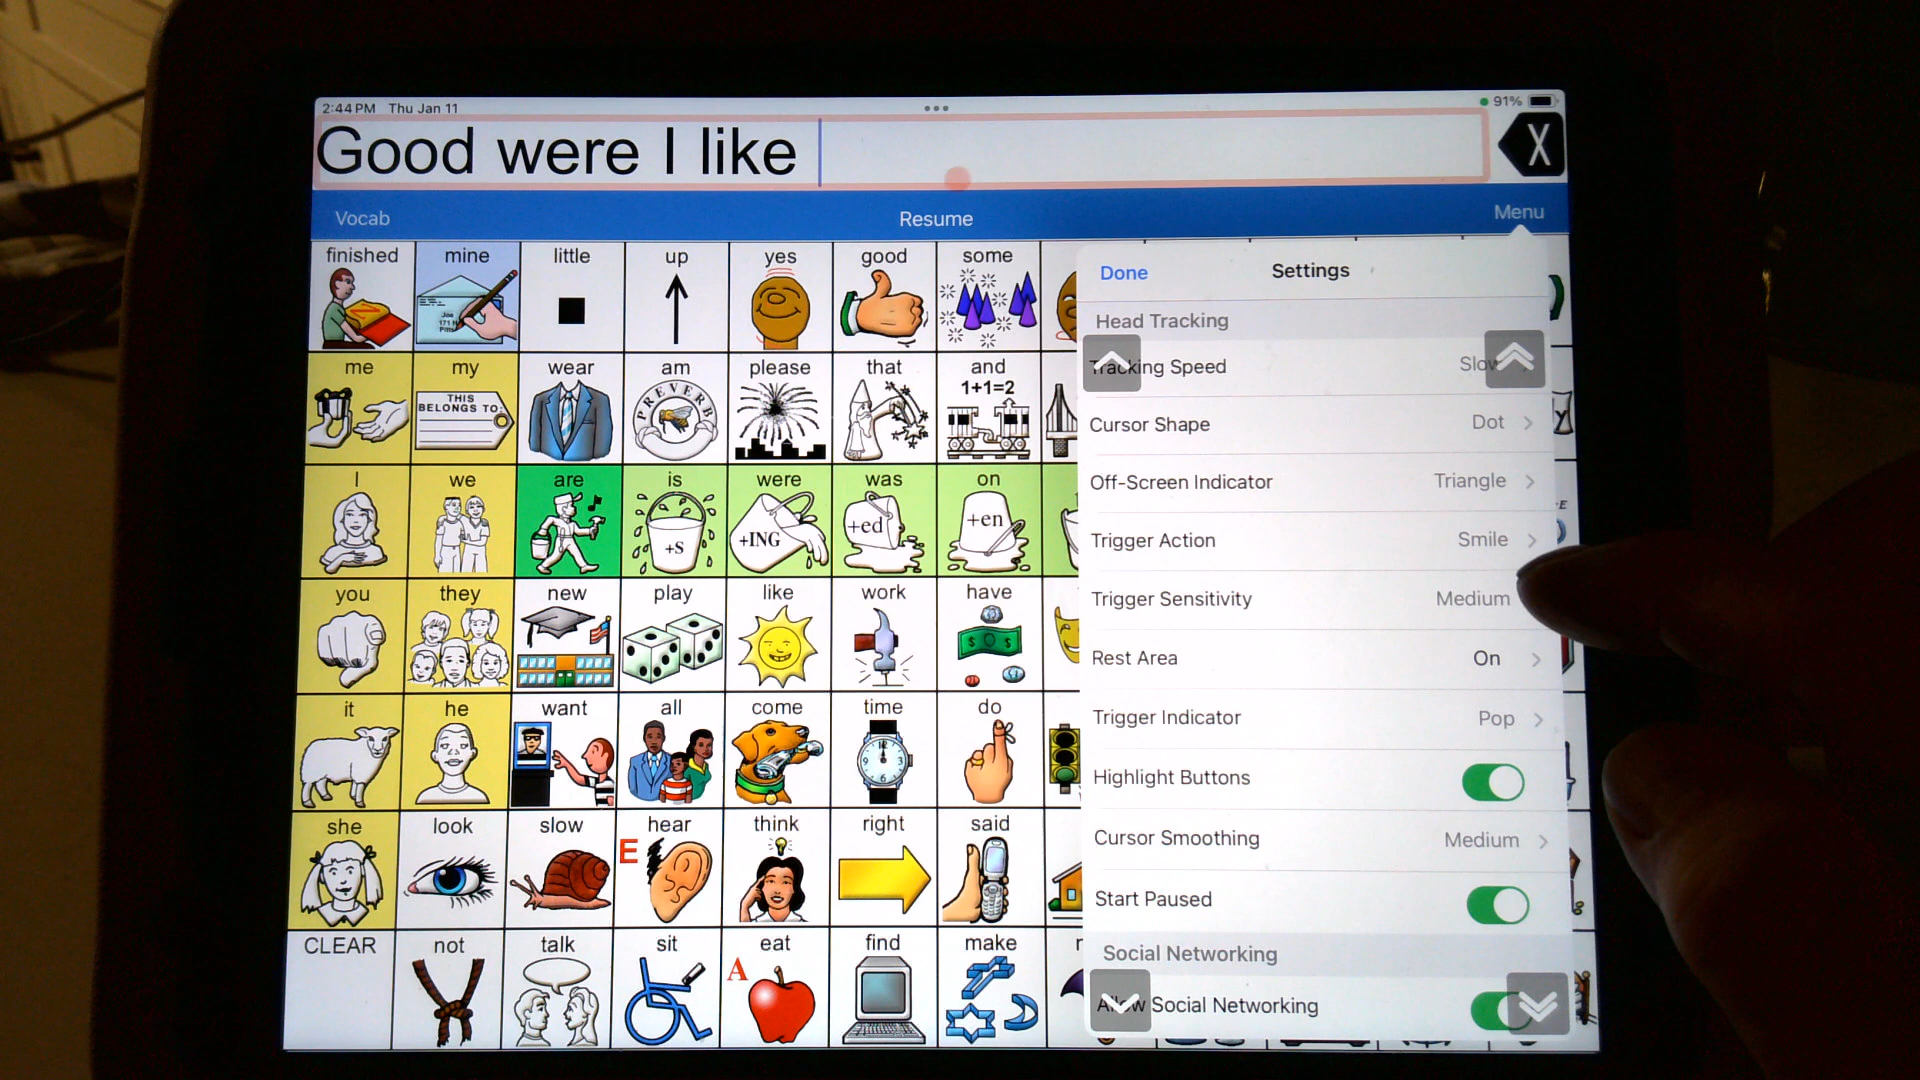 2:44 PM Thu Jan 11
91%
Good were I like
X
Vocab
Resume
Menu
finished
mine
little
up
yes
good
some
me
my
THIS
BELONGS TO:
wear
am
PREVERB
please
that
and
1+1=2
I
we
are
is
+S
were
+ING
was
+ed
on
+en
you
they
new
play
like
work
have
it
he
want
all
come
time
do
she
look
slow
hear
E
think
right
said
CLEAR
not
talk
sit
eat
A
find
make
Done
Settings
Head Tracking
Tracking Speed
Slow
Cursor Shape
Dot
Off-Screen Indicator
Triangle
Trigger Action
Smile
Trigger Sensitivity
Medium
Rest Area
On
Trigger Indicator
Pop
Highlight Buttons
Cursor Smoothing
Medium
Start Paused
Social Networking
Allow Social Networking